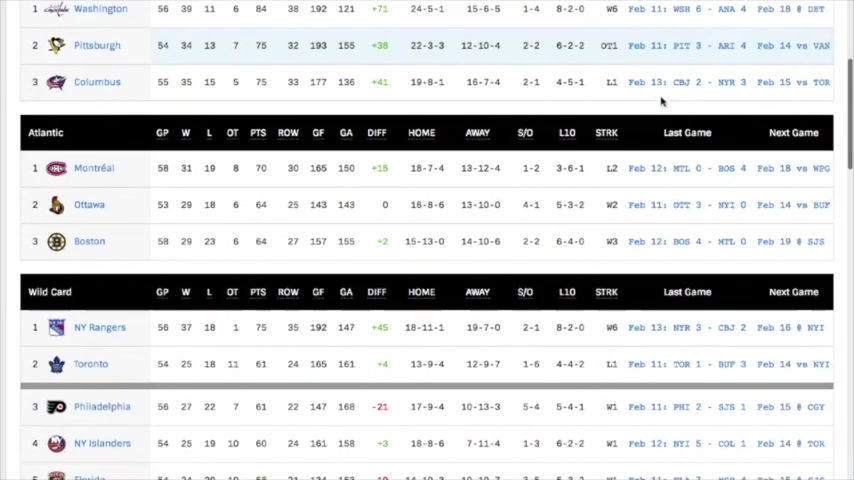 1 Washington 56 39 11 6 84 38 192 121 +71 24-5-1 15-6-5 1-4 8-2-0 W6 Feb 11: WSH 6 - ANA 4 Feb 18 @ DET
2 Pittsburgh 54 34 13 7 75 32 193 155 +38 22-3-3 12-10-4 2-2 6-2-2 OT1 Feb 11: PIT 3 - ARI 4 Feb 14 vs VAN
3 Columbus 55 35 15 5 75 33 177 136 +41 19-8-1 16-7-4 2-1 4-5-1 L1 Feb 13: CBJ 2 - NYR 3 Feb 15 vs TOR
Atlantic GP W L OT PTS ROW GF GA DIFF HOME AWAY S/O L10 STRK Last Game Next Game
1 Montréal 58 31 19 8 70 30 165 150 +15 18-7-4 13-12-4 1-2 3-6-1 L2 Feb 12: MTL 0 - BOS 4 Feb 18 vs WPG
2 Ottawa 53 29 18 6 64 25 143 143 0 16-8-6 13-10-0 4-1 5-3-2 W2 Feb 11: OTT 3 - NYI 0 Feb 14 vs BUF
3 Boston 58 29 23 6 64 27 157 155 +2 15-13-0 14-10-6 2-2 6-4-0 W3 Feb 12: BOS 4 - MTL 0 Feb 19 @ SJS
Wild Card GP W L OT PTS ROW GF GA DIFF HOME AWAY S/O L10 STRK Last Game Next Game
1 NY Rangers 56 37 18 1 75 35 192 147 +45 18-11-1 19-7-0 2-1 8-2-0 W6 Feb 13: NYR 3 - CBJ 2 Feb 16 @ NYI
2 Toronto 54 25 18 11 61 24 165 161 +4 13-9-4 12-9-7 1-6 4-4-2 L1 Feb 11: TOR 1 - BUF 3 Feb 14 vs NYI
3 Philadelphia 56 27 22 7 61 22 147 168 -21 17-9-4 10-13-3 5-4 5-4-1 W1 Feb 11: PHI 2 - SJS 1 Feb 15 @ CGY
4 NY Islanders 54 25 19 10 60 24 161 158 +3 18-8-6 7-11-4 1-3 6-2-2 W1 Feb 12: NYI 5 - COL 1 Feb 14 @ TOR
Florida